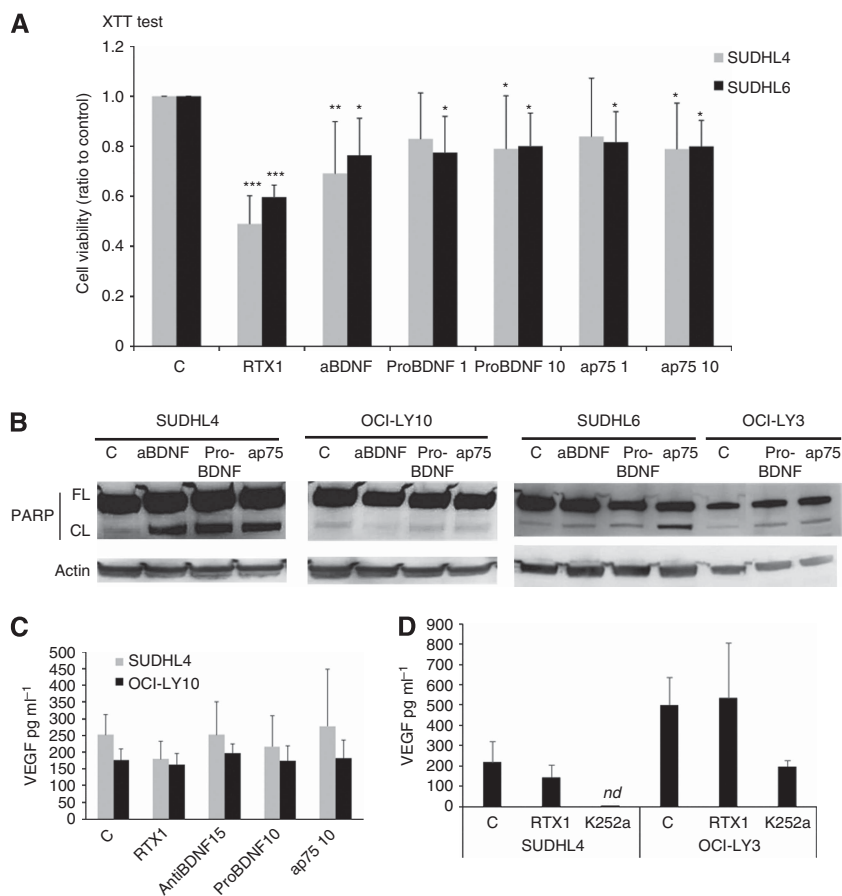 A
XTT test
SUDHL4
SUDHL6
Cell viability (ratio to control)
1.2
1.0
0.8
0.6
0.4
0.2
0
*** *** ** * * * * * * *
C RTX1 aBDNF ProBDNF 1 ProBDNF 10 ap75 1 ap75 10
B
SUDHL4 OCI-LY10 SUDHL6 OCI-LY3
C aBDNF Pro- ap75 C aBDNF Pro- ap75 C aBDNF Pro- ap75 C Pro- ap75
BDNF BDNF BDNF BDNF
FL
PARP
CL
Actin
C
SUDHL4
OCI-LY10
VEGF pg ml–1
500
450
400
350
300
250
200
150
100
50
0
C RTX1 AntiBDNF15 ProBDNF10 ap75 10
D
VEGF pg ml–1
900
800
700
600
500
400
300
200
100
0
nd
C RTX1 K252a C RTX1 K252a
SUDHL4 OCI-LY3